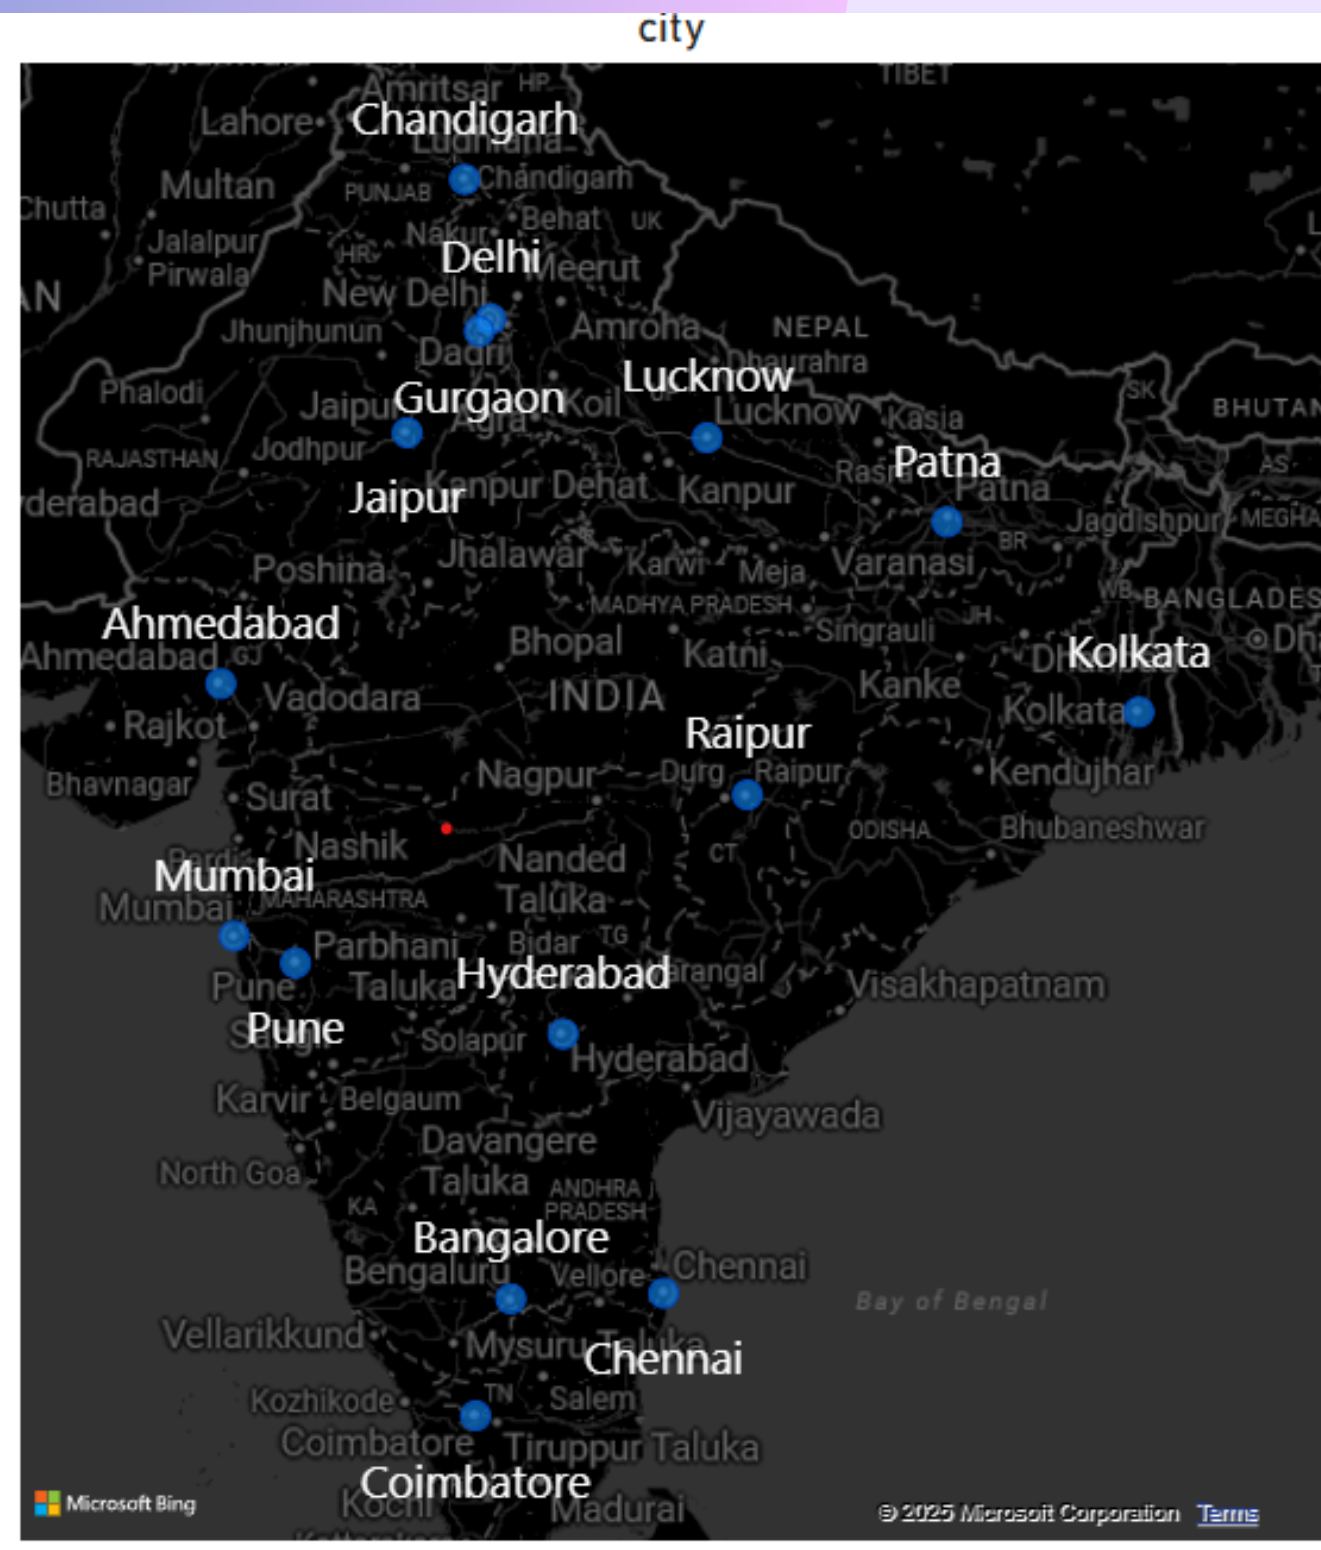 city
TIBET
Amritsar HP
Lahore
Chandigarh
Ludhiana
Multan
PUNJAB
Chandigarh
Chutta
Behat UK
Nakur
Jalalpur
Pirwala
HR
Delhi
Meerut
AN
New Delhi
Jhunjhunun
Amroha
NEPAL
Dadri
Dhaurahra
Lucknow
Phalodi
SK
Gurgaon
Koil
Lucknow
Kasia
BHUTAN
Agra
Jodhpur
RAJASTHAN
Patna
AS
Patna
Jaipur
Kanpur Dehat
Kanpur
yderabad
Jagdishpur
MEGHA
BR
Jhalawar
Karwi
Meja
Varanasi
Poshina
WB
BANGLADES
MADHYA PRADESH
JH
Ahmedabad
Singrauli
Ahmedabad
GJ
Bhopal
Katni
Kolkata
Dh
Kanke
Vadodara
INDIA
Kolkata
Rajkot
Raipur
Nagpur
Durg
Raipur
Kendujhar
Bhavnagar
Surat
ODISHA
Bhubaneshwar
Nashik
Nanded
Taluka
CT
Mumbai
MAHARASHTRA
Mumbai
Parbhani
Taluka
Bidar
TG
Hyderabad
arangal
Pune
Visakhapatnam
Pune
Solapur
Hyderabad
Karvir
Belgaum
Vijayawada
Davangere
Taluka
North Goa
ANDHRA
PRADESH
KA
Bangalore
Bengaluru
Vellore
Chennai
Bay of Bengal
Vellarikkund
Mysuru Taluka
Chennai
TN
Kozhikode
Salem
Coimbatore
Tiruppur Taluka
Coimbatore
Kochi
Madurai
Microsoft Bing
© 2025 Microsoft Corporation Terms